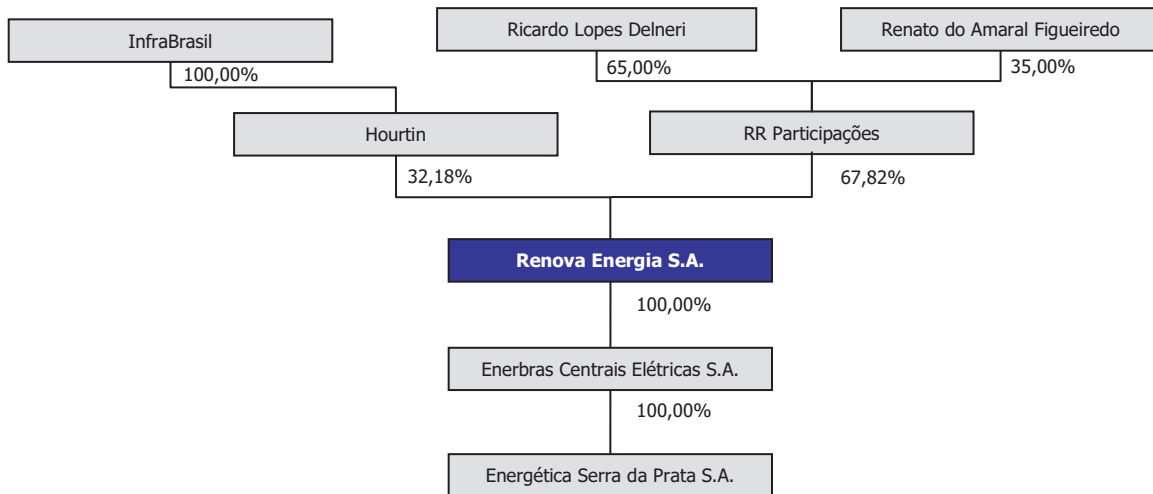 InfraBrasil
Ricardo Lopes Delneri
Renato do Amaral Figueiredo
100,00%
65,00%
35,00%
Hourtin
RR Participações
32,18%
67,82%
Renova Energia S.A.
100,00%
Enerbras Centrais Elétricas S.A.
100,00%
Energética Serra da Prata S.A.